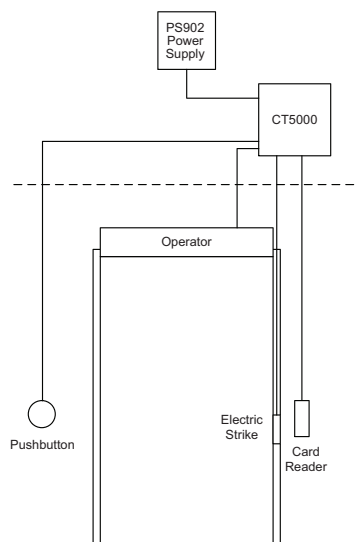 PS902
Power
Supply
CT5000
Operator
Electric
Strike
Pushbutton
Card
Reader